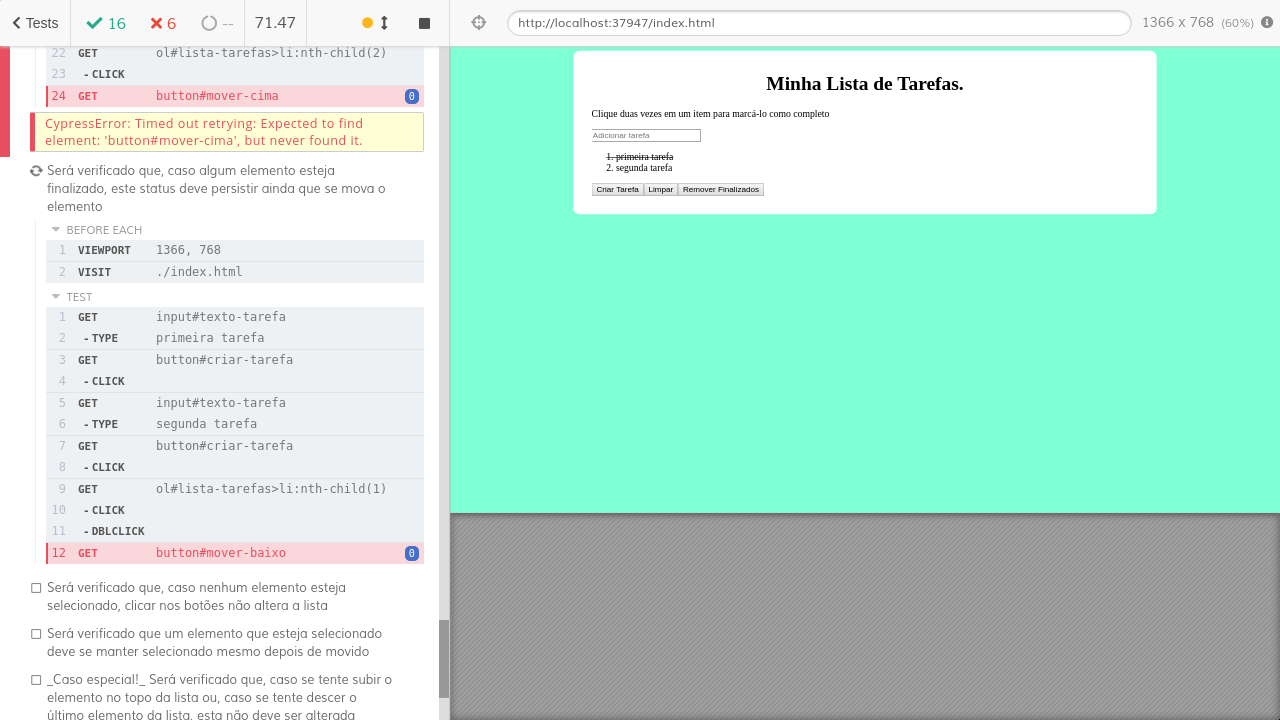 Tests 16 6 -- 71.47
http://localhost:37947/index.html 1366 x 768 (60%)
22 GET ol#lista-tarefas>li:nth-child(2)
23 -CLICK
24 GET button#mover-cima 0
CypressError: Timed out retrying: Expected to find
element: 'button#mover-cima', but never found it.
Será verificado que, caso algum elemento esteja
finalizado, este status deve persistir ainda que se mova o
elemento
BEFORE EACH
1 VIEWPORT 1366, 768
2 VISIT ./index.html
TEST
1 GET input#texto-tarefa
2 -TYPE primeira tarefa
3 GET button#criar-tarefa
4 -CLICK
5 GET input#texto-tarefa
6 -TYPE segunda tarefa
7 GET button#criar-tarefa
8 -CLICK
9 GET ol#lista-tarefas>li:nth-child(1)
10 -CLICK
11 -DBLCLICK
12 GET button#mover-baixo 0
Será verificado que, caso nenhum elemento esteja
selecionado, clicar nos botões não altera a lista
Será verificado que um elemento que esteja selecionado
deve se manter selecionado mesmo depois de movido
_Caso especial!_ Será verificado que, caso se tente subir o
elemento no topo da lista ou, caso se tente descer o
último elemento da lista, esta não deve ser alterada
Minha Lista de Tarefas.
Clique duas vezes em um item para marcá-lo como completo
Adicionar tarefa
1. primeira tarefa
2. segunda tarefa
Criar Tarefa Limpar Remover Finalizados